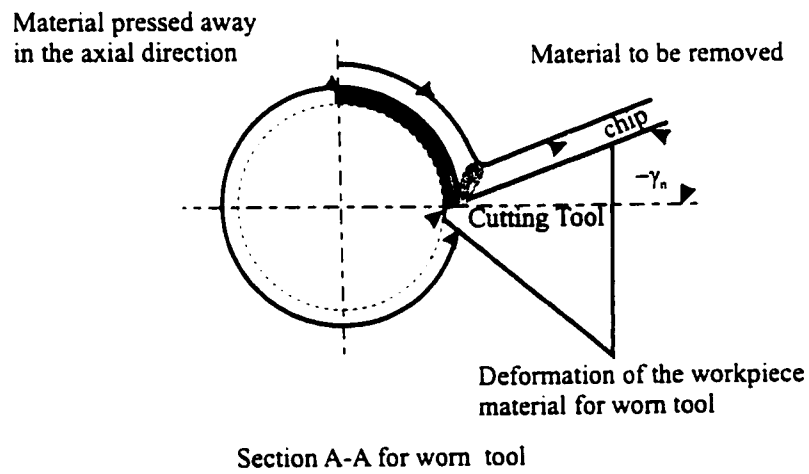 Material pressed away
in the axial direction
Material to be removed
chip
-γn
Cutting Tool
Deformation of the workpiece
material for worn tool
Section A-A for worn tool